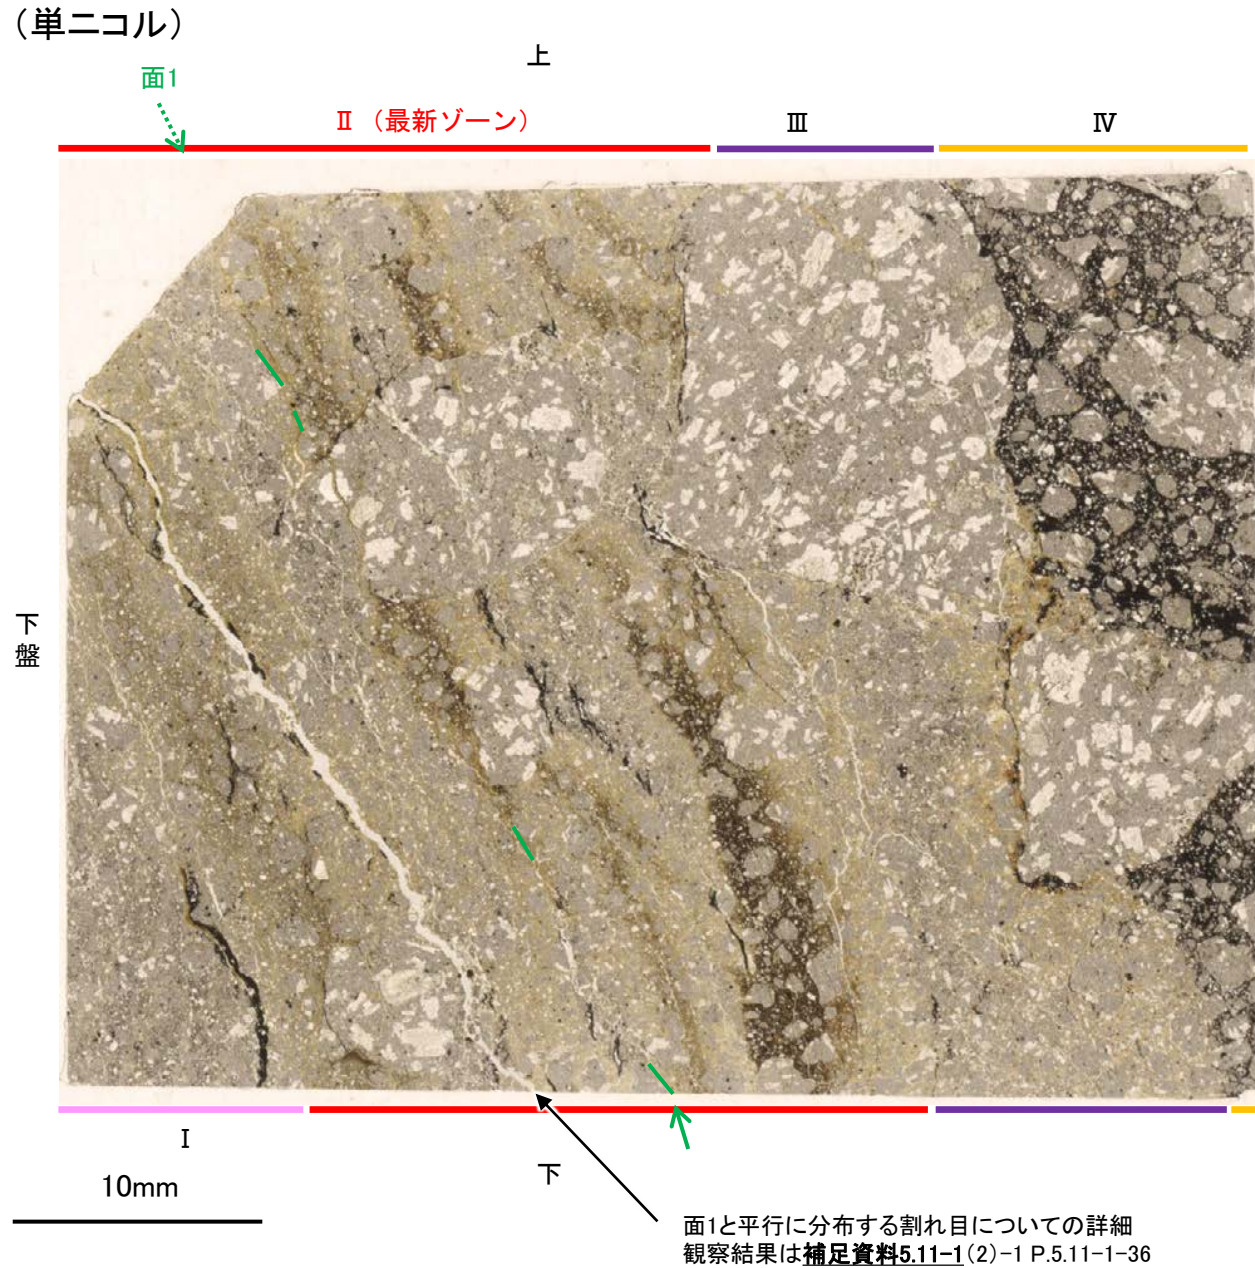 （単ニコル）
上
面1
Ⅱ （最新ゾーン）
Ⅲ
Ⅳ
下盤
Ⅰ
下
10mm
面1と平行に分布する割れ目についての詳細
観察結果は補足資料5.11-1(2)-1 P.5.11-1-36